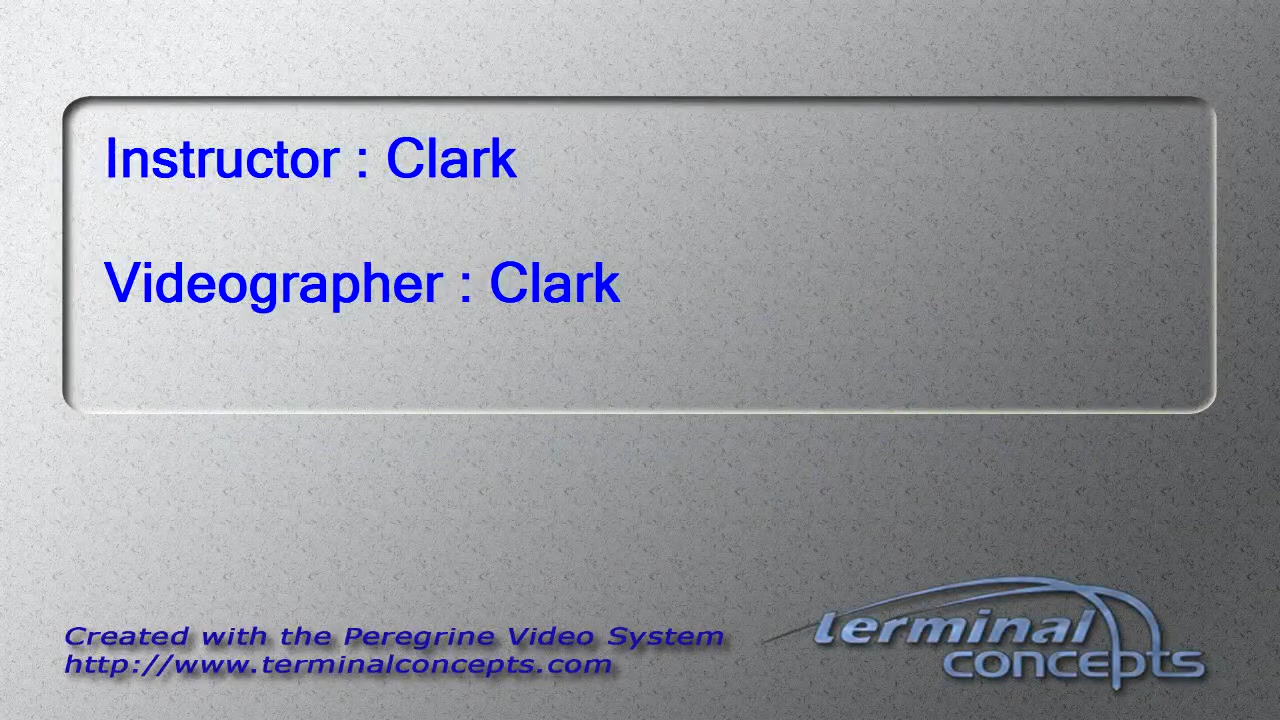 Instructor : Clark
Videographer : Clark
Created with the Peregrine Video System
http://www.terminalconcepts.com
terminal
concepts